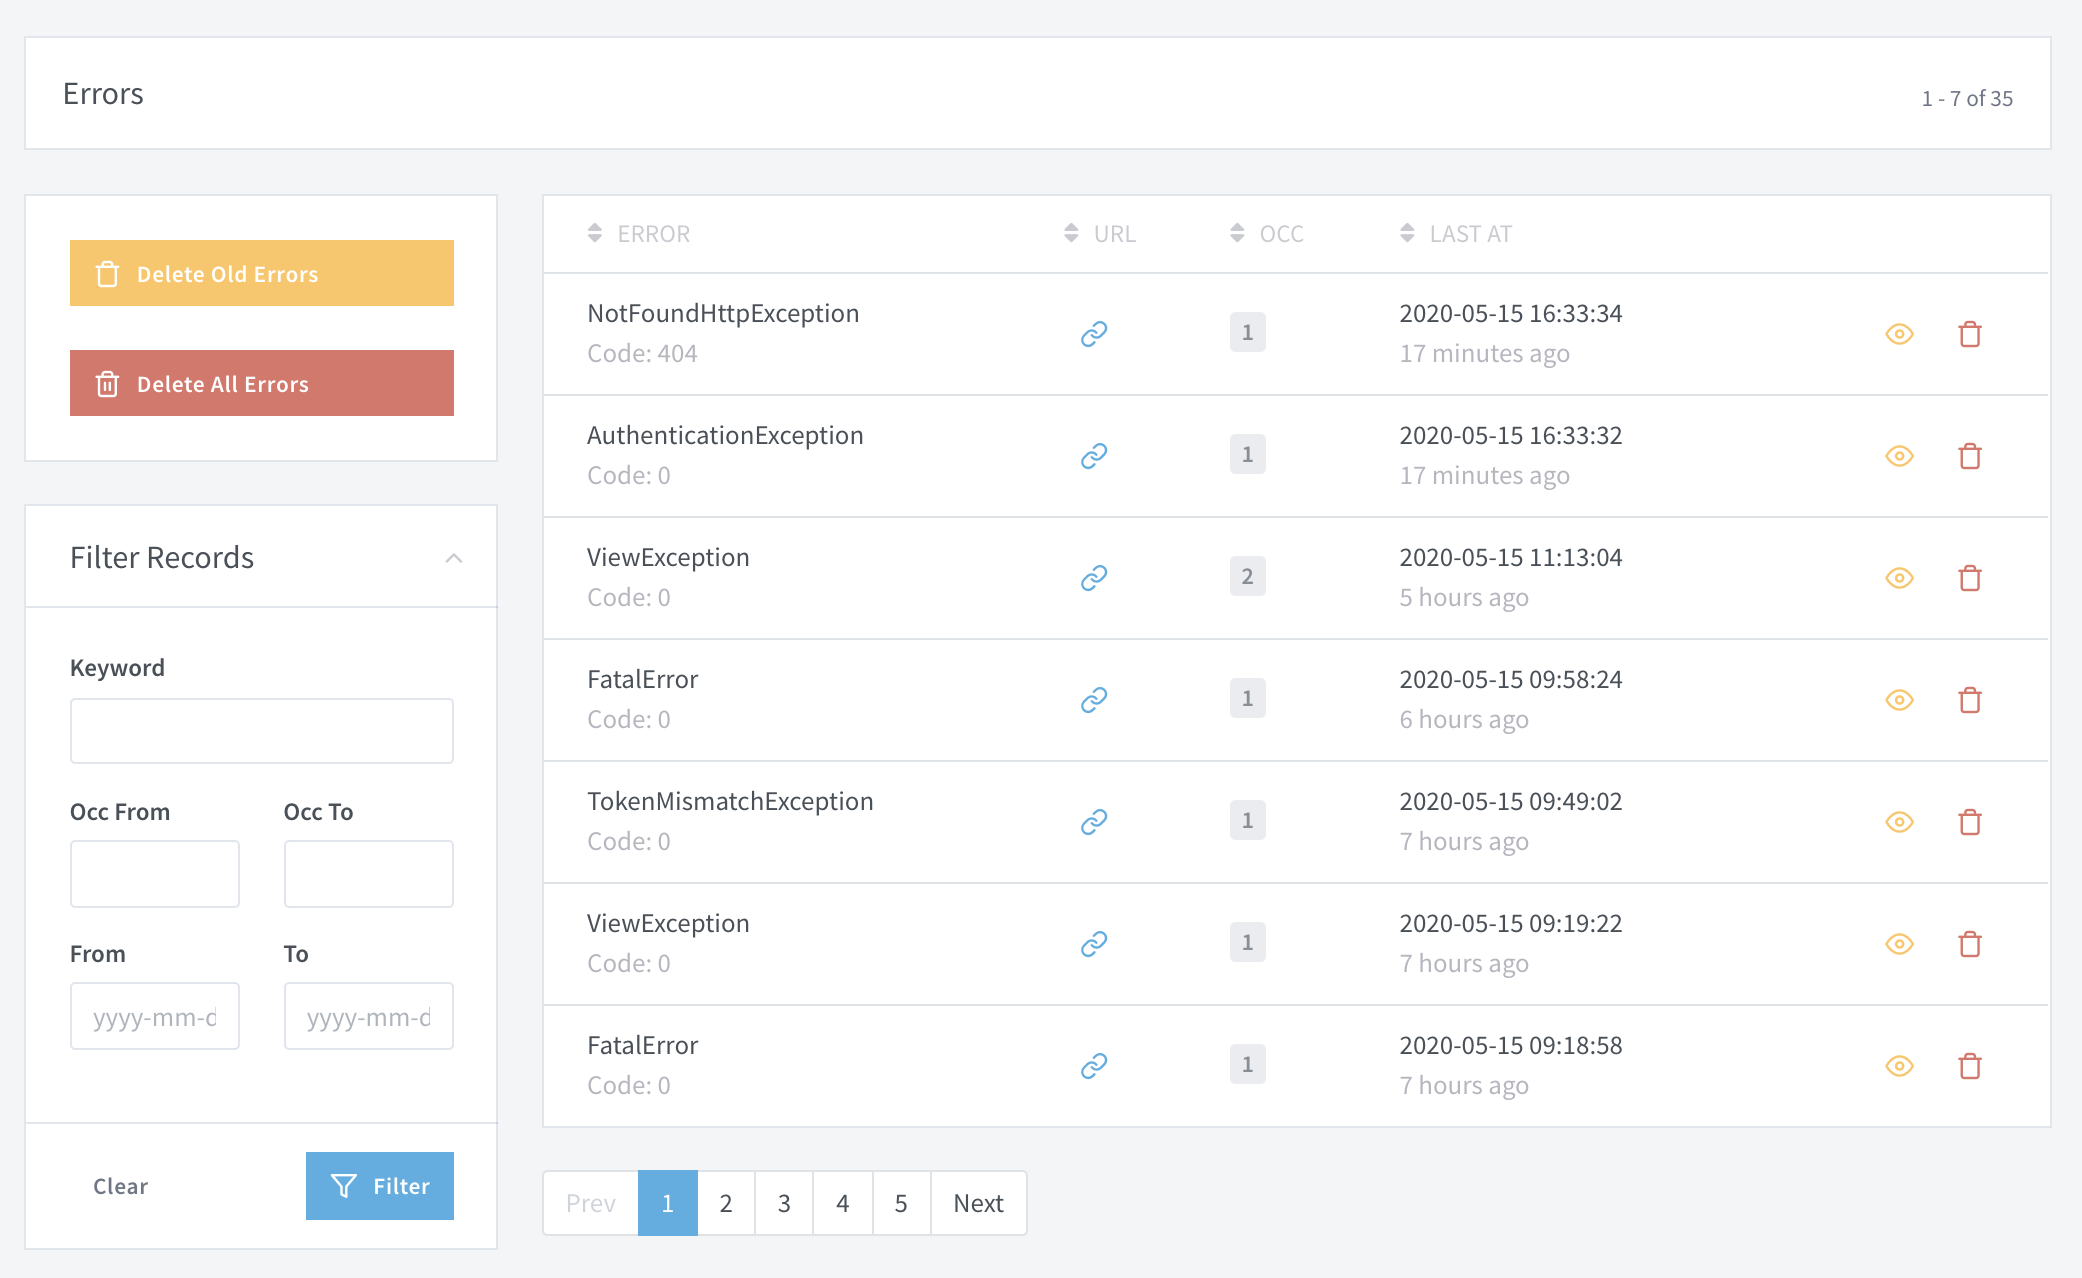 Errors
1 - 7 of 35
Delete Old Errors
Delete All Errors
Filter Records
Keyword
Occ From Occ To
From To
yyyy-mm-d yyyy-mm-d
Clear Filter
ERROR URL OCC LAST AT
NotFoundHttpException 2020-05-15 16:33:34
Code: 404 1 17 minutes ago
AuthenticationException 2020-05-15 16:33:32
Code: 0 1 17 minutes ago
ViewException 2020-05-15 11:13:04
Code: 0 2 5 hours ago
FatalError 2020-05-15 09:58:24
Code: 0 1 6 hours ago
TokenMismatchException 2020-05-15 09:49:02
Code: 0 1 7 hours ago
ViewException 2020-05-15 09:19:22
Code: 0 1 7 hours ago
FatalError 2020-05-15 09:18:58
Code: 0 1 7 hours ago
Prev 1 2 3 4 5 Next